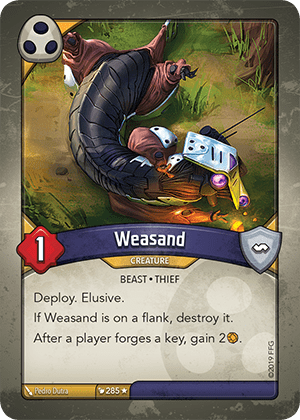 Weasand
CREATURE
1
BEAST • THIEF
Deploy. Elusive.
If Weasand is on a flank, destroy it.
After a player forges a key, gain 2.
Pedro Dutra
285
©2019 FFG